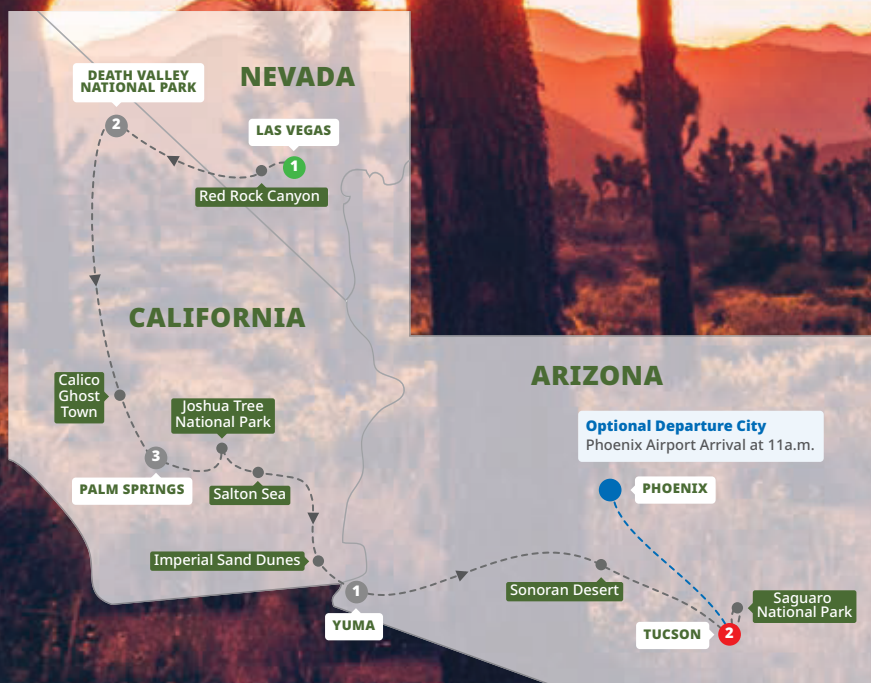 DEATH VALLEY
NATIONAL PARK
NEVADA
2
LAS VEGAS
1
Red Rock Canyon
CALIFORNIA
Calico
Ghost
Town
Joshua Tree
National Park
3
PALM SPRINGS
Salton Sea
Imperial Sand Dunes
1
YUMA
ARIZONA
Optional Departure City
Phoenix Airport Arrival at 11a.m.
PHOENIX
Sonoran Desert
Saguaro
National Park
TUCSON
2